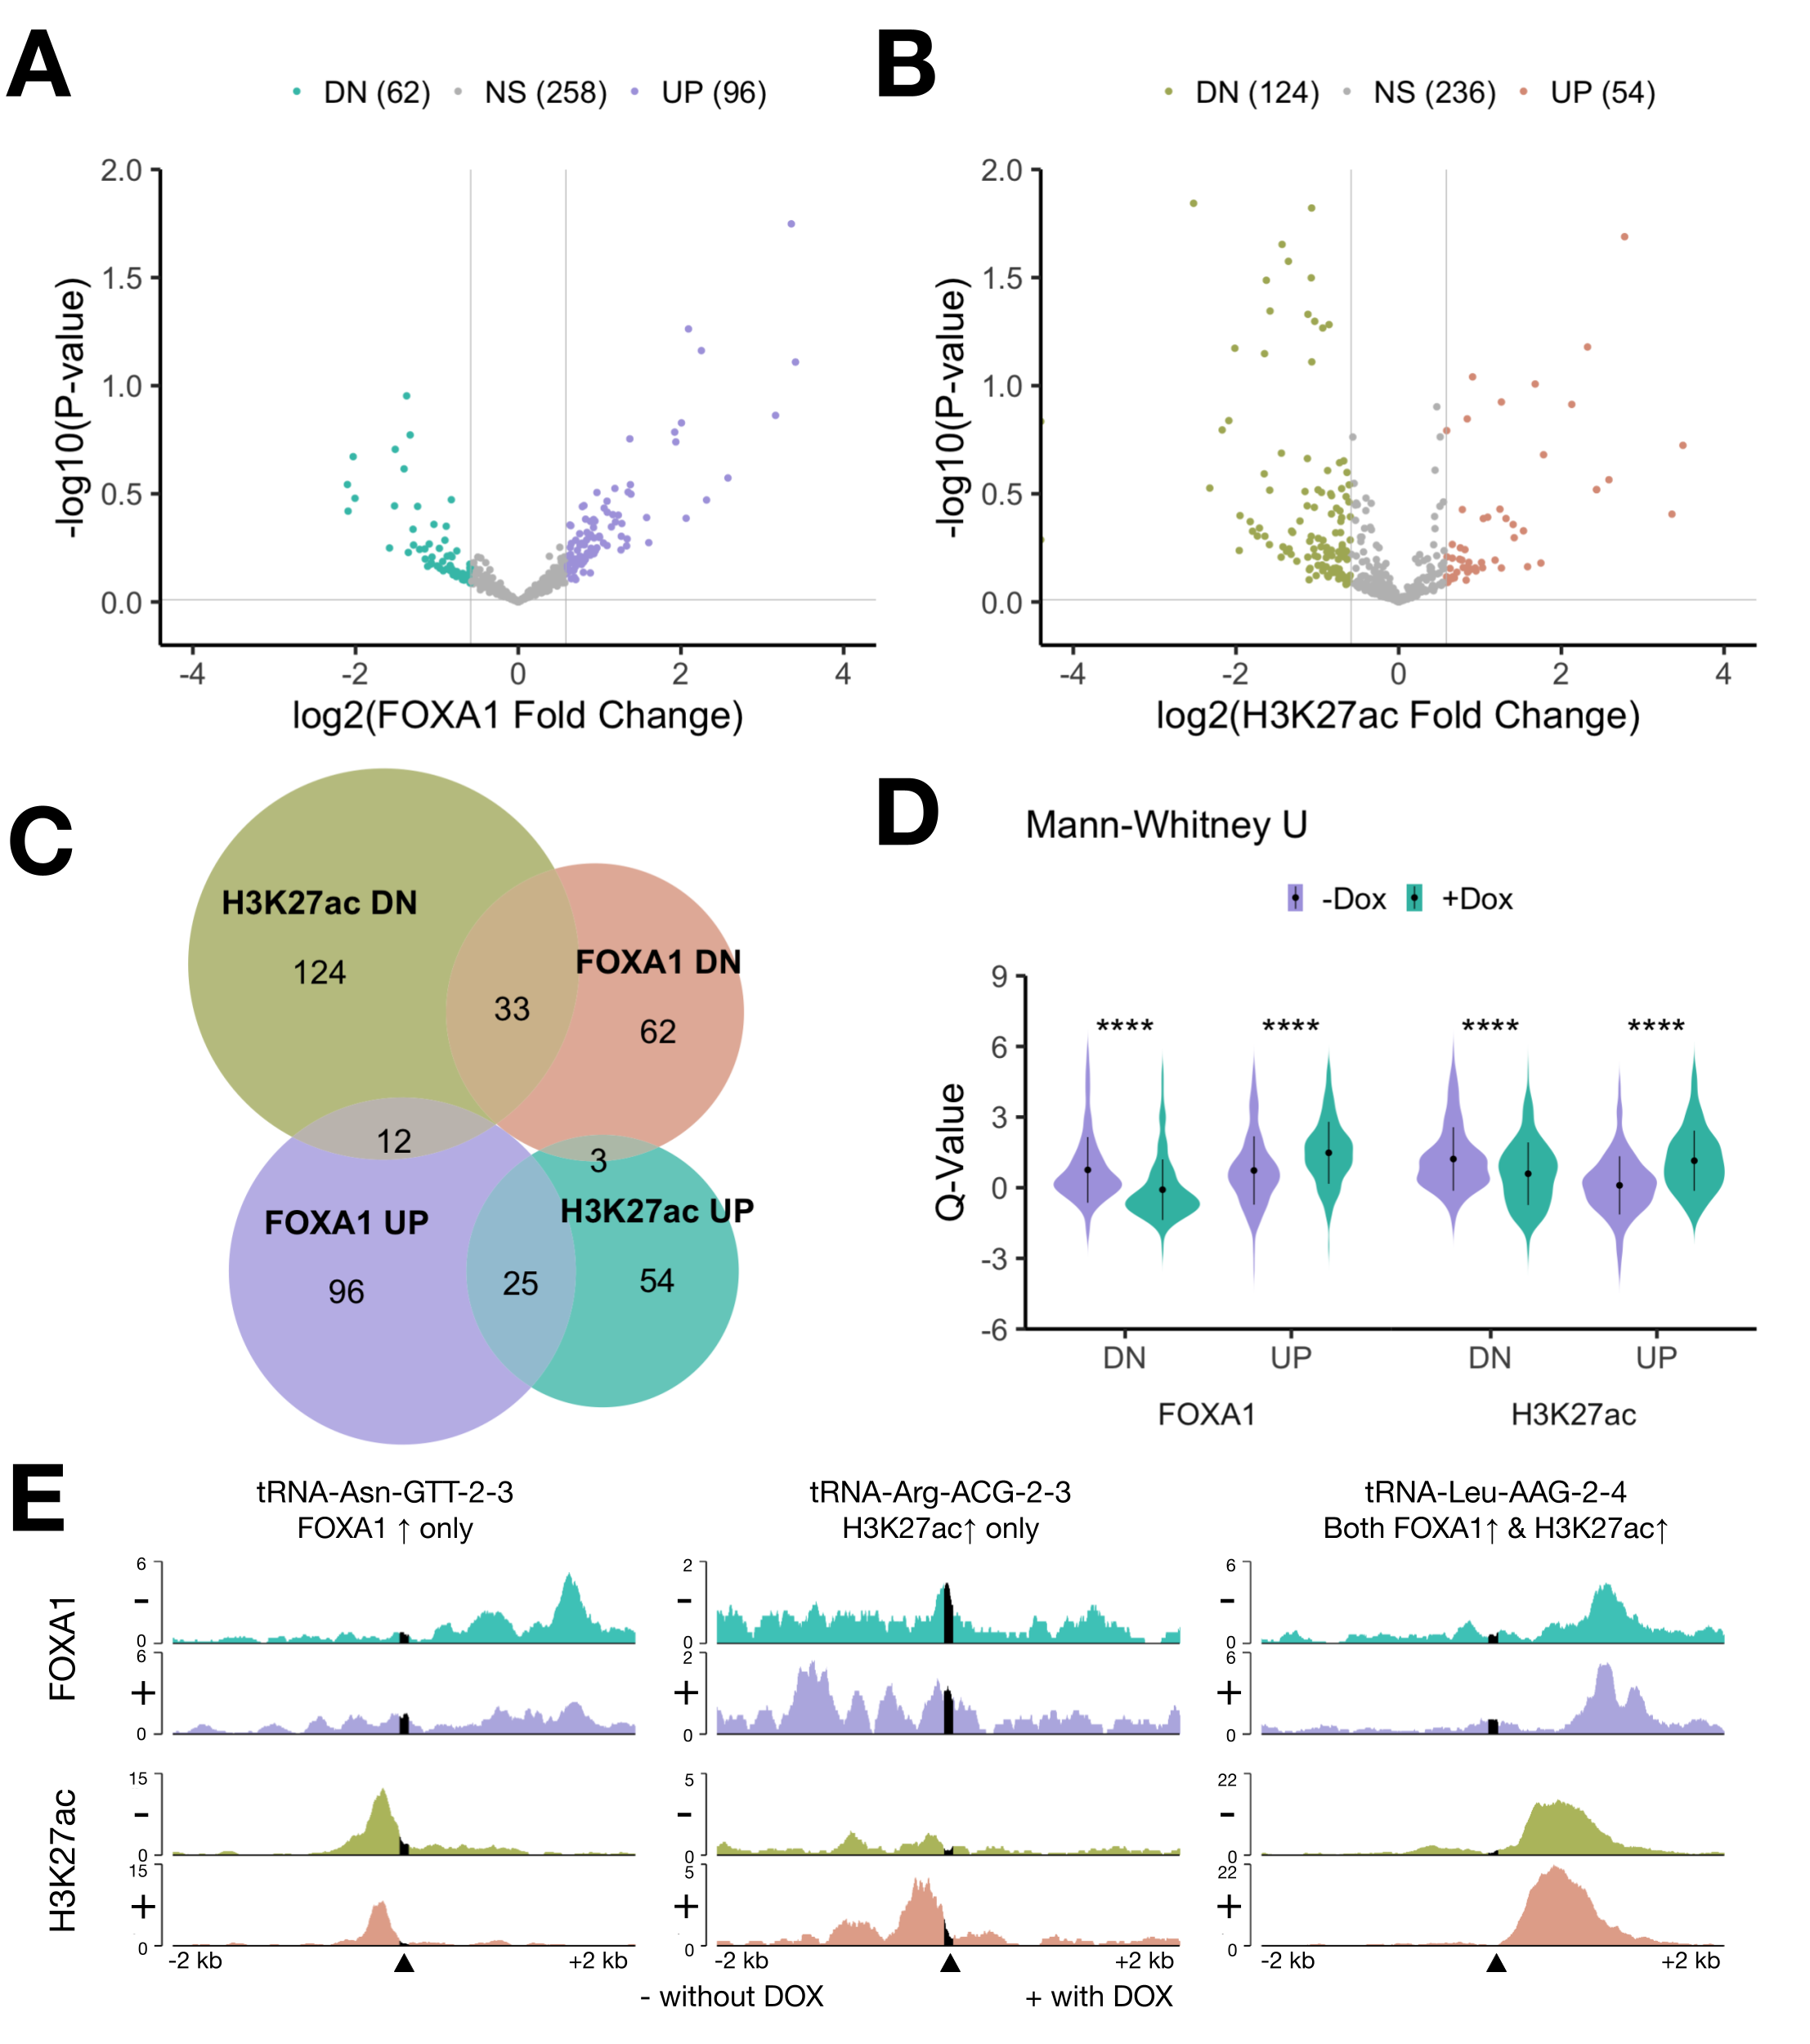 A
DN (62) NS (258) UP (96)
2.0
1.5
1.0
0.5
0.0
-log10(P-value)
-4 -2 0 2 4
log2(FOXA1 Fold Change)
B
DN (124) NS (236) UP (54)
2.0
1.5
1.0
0.5
0.0
-log10(P-value)
-4 -2 0 2 4
log2(H3K27ac Fold Change)
C
H3K27ac DN
124
FOXA1 DN
33
62
12
3
FOXA1 UP
H3K27ac UP
96
25
54
D
Mann-Whitney U
-Dox +Dox
9
6
3
0
-3
-6
Q-Value
**** **** **** ****
DN UP DN UP
FOXA1 H3K27ac
E
tRNA-Asn-GTT-2-3 tRNA-Arg-ACG-2-3 tRNA-Leu-AAG-2-4
FOXA1 ↑ only H3K27ac↑ only Both FOXA1↑ & H3K27ac↑
FOXA1
6 2 6
- - -
0 0 0
6 2 6
+ + +
0 0 0
H3K27ac
15 5 22
- - -
0 0 0
15 5 22
+ + +
0 0 0
-2 kb ▲ +2 kb -2 kb ▲ +2 kb -2 kb ▲ +2 kb
- without DOX + with DOX